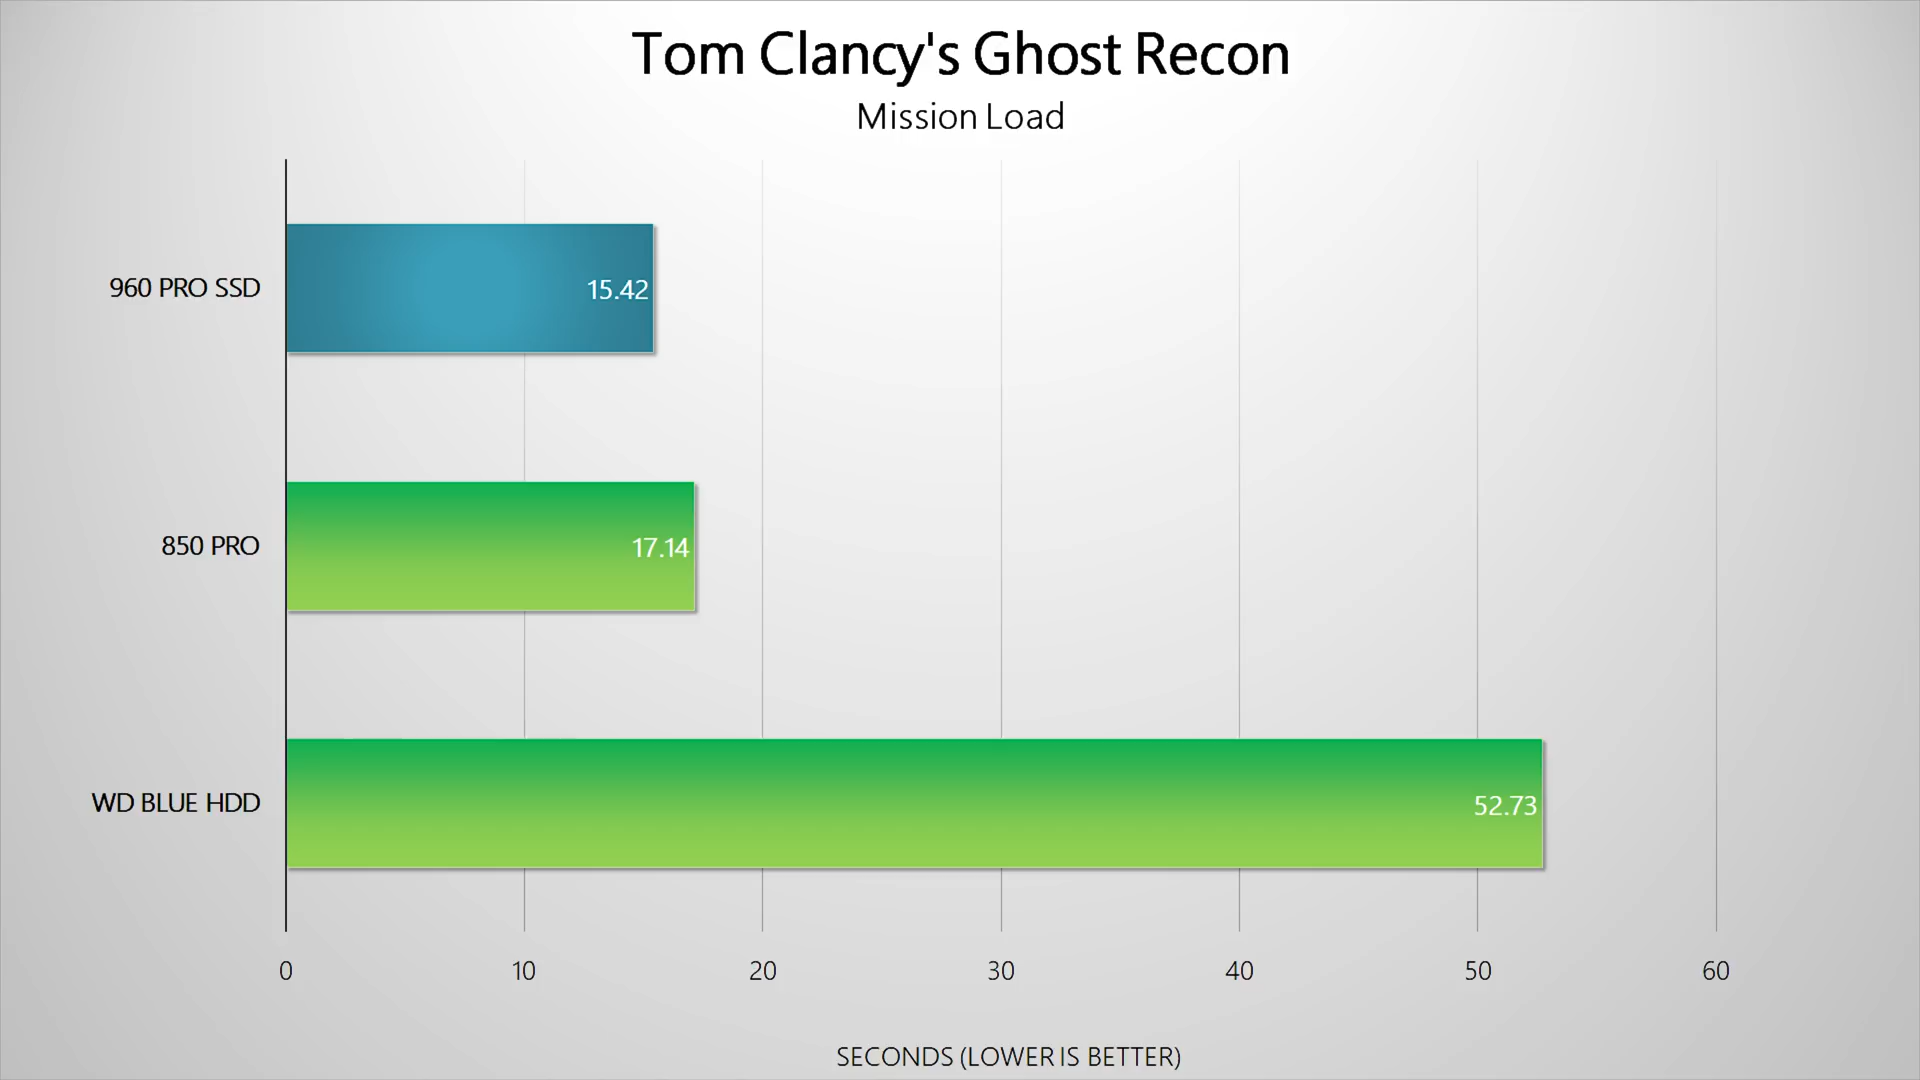 Tom Clancy's Ghost Recon
Mission Load
960 PRO SSD
15.42
850 PRO
17.14
WD BLUE HDD
52.73
0 10 20 30 40 50 60
SECONDS (LOWER IS BETTER)